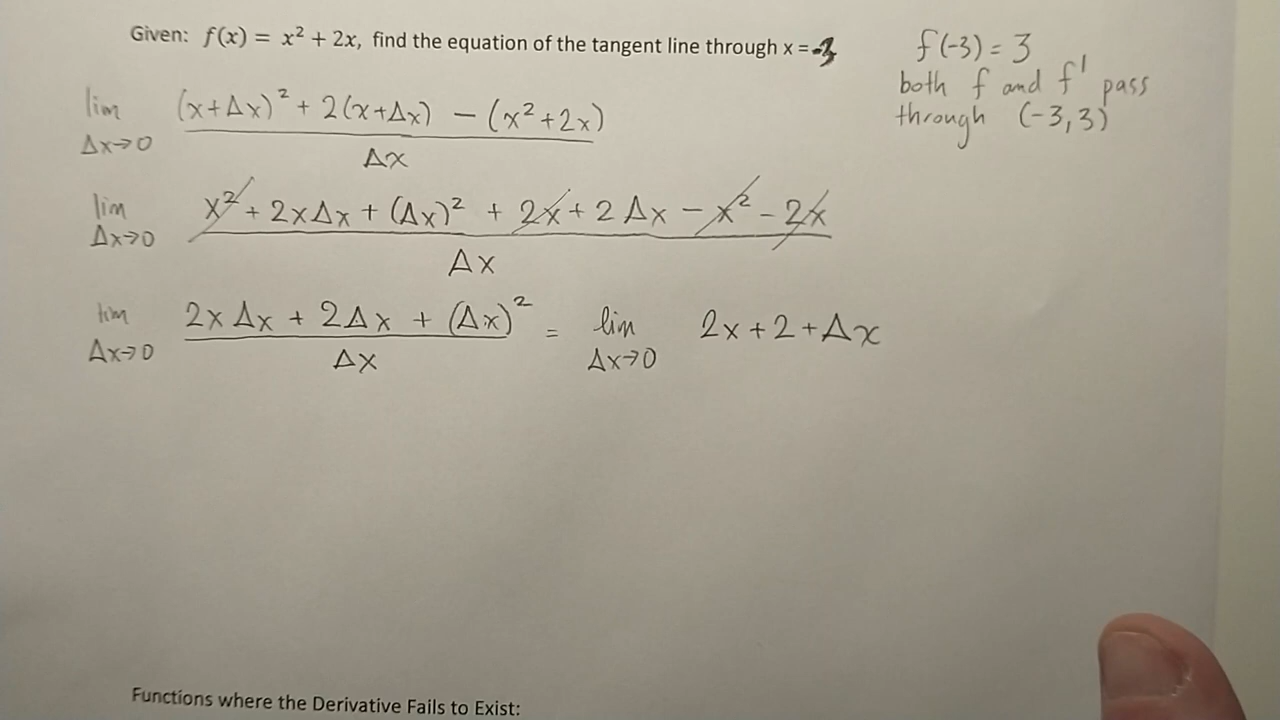 Given: f(x) = x² + 2x, find the equation of the tangent line through x = -3
f(-3) = 3
both f and f' pass
through (-3,3)
lim Δx→0 ((x+Δx)² + 2(x+Δx) − (x²+2x)) / Δx
lim Δx→0 (x² + 2xΔx + (Δx)² + 2x + 2Δx − x² − 2x) / Δx
lim Δx→0 (2xΔx + 2Δx + (Δx)²) / Δx = lim Δx→0 2x+2+Δx
Functions where the Derivative Fails to Exist: